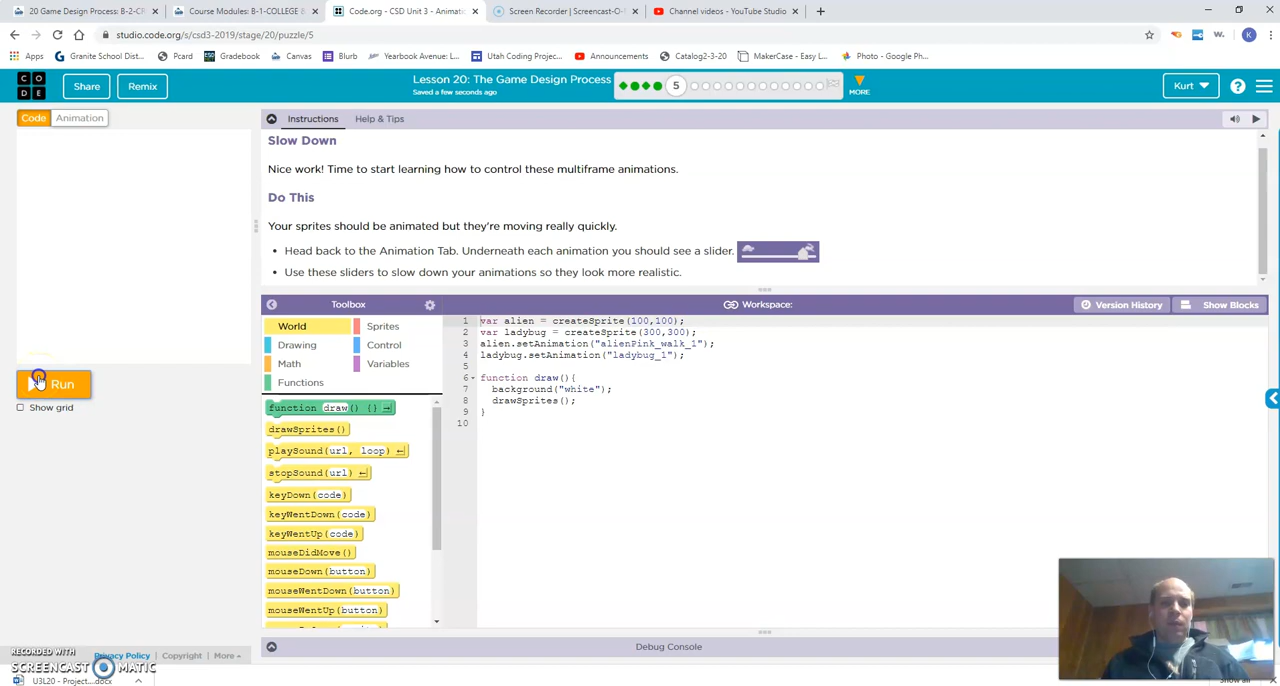 20 Game Design Process: B-2-CR
Course Modules: B-1-COLLEGE &
Code.org - CSD Unit 3 - Animatio
Screen Recorder | Screencast-O-
Channel videos - YouTube Studio
studio.code.org/s/csd3-2019/stage/20/puzzle/5
Apps
Granite School Dist...
Pcard
Gradebook
Canvas
Blurb
Yearbook Avenue: L...
Utah Coding Project...
Announcements
Catalog2-3-20
MakerCase - Easy L...
Photo - Google Ph...
CO
DE
Share
Remix
Lesson 20: The Game Design Process
Saved a few seconds ago
5
MORE
Kurt
Code
Animation
Instructions
Help & Tips
Slow Down
Nice work! Time to start learning how to control these multiframe animations.
Do This
Your sprites should be animated but they're moving really quickly.
• Head back to the Animation Tab. Underneath each animation you should see a slider.
• Use these sliders to slow down your animations so they look more realistic.
Toolbox
Workspace:
Version History
Show Blocks
World
Sprites
Drawing
Control
Math
Variables
Functions
function draw() {}
drawSprites()
playSound(url, loop)
stopSound(url)
keyDown(code)
keyWentDown(code)
keyWentUp(code)
mouseDidMove()
mouseDown(button)
mouseWentDown(button)
mouseWentUp(button)
1 var alien = createSprite(100,100);
2 var ladybug = createSprite(300,300);
3 alien.setAnimation("alienPink_walk_1");
4 ladybug.setAnimation("ladybug_1");
5
6 function draw(){
7 background("white");
8 drawSprites();
9 }
10
Run
Show grid
Debug Console
RECORDED WITH
SCREENCAST MATIC
Privacy Policy
Copyright
More
U3L20 - Project....docx
Show all